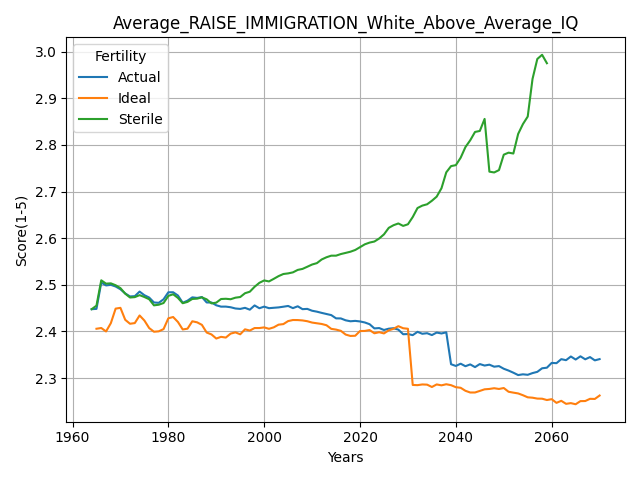 Average_RAISE_IMMIGRATION_White_Above_Average_IQ
Fertility
Actual
Ideal
Sterile
3.0
2.9
2.8
2.7
2.6
2.5
2.4
2.3
Score(1-5)
1960 1980 2000 2020 2040 2060
Years